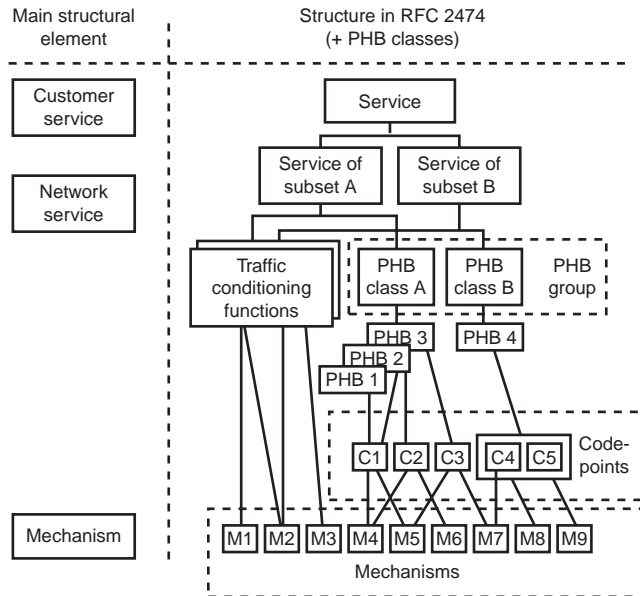 Main structural
element
Structure in RFC 2474
(+ PHB classes)
Customer
service
Service
Network
service
Service of
subset A
Service of
subset B
Traffic
conditioning
functions
PHB
class A
PHB
class B
PHB
group
PHB 3
PHB 4
PHB 2
PHB 1
C1
C2
C3
C4
C5
Code-
points
Mechanism
M1
M2
M3
M4
M5
M6
M7
M8
M9
Mechanisms